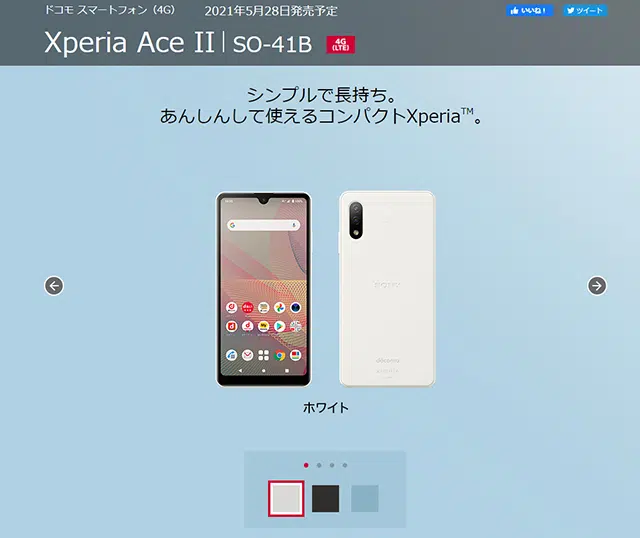 ドコモ スマートフォン（4G）
2021年5月28日発売予定
いいね！
ツイート
Xperia Ace II | SO-41B
4G
(LTE)
シンプルで長持ち。
あんしんして使えるコンパクトXperia™。
docomo
ホワイト